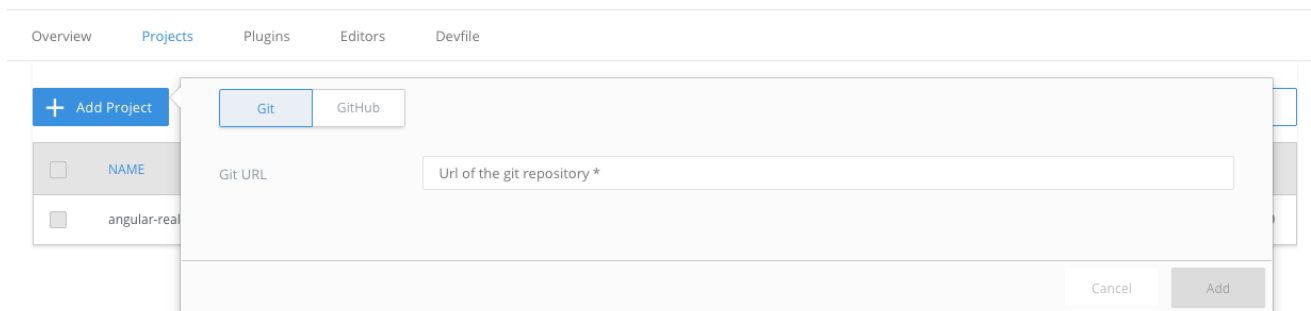 Overview Projects Plugins Editors Devfile
Add Project
Git GitHub
NAME
Git URL Url of the git repository *
angular-real
Cancel Add